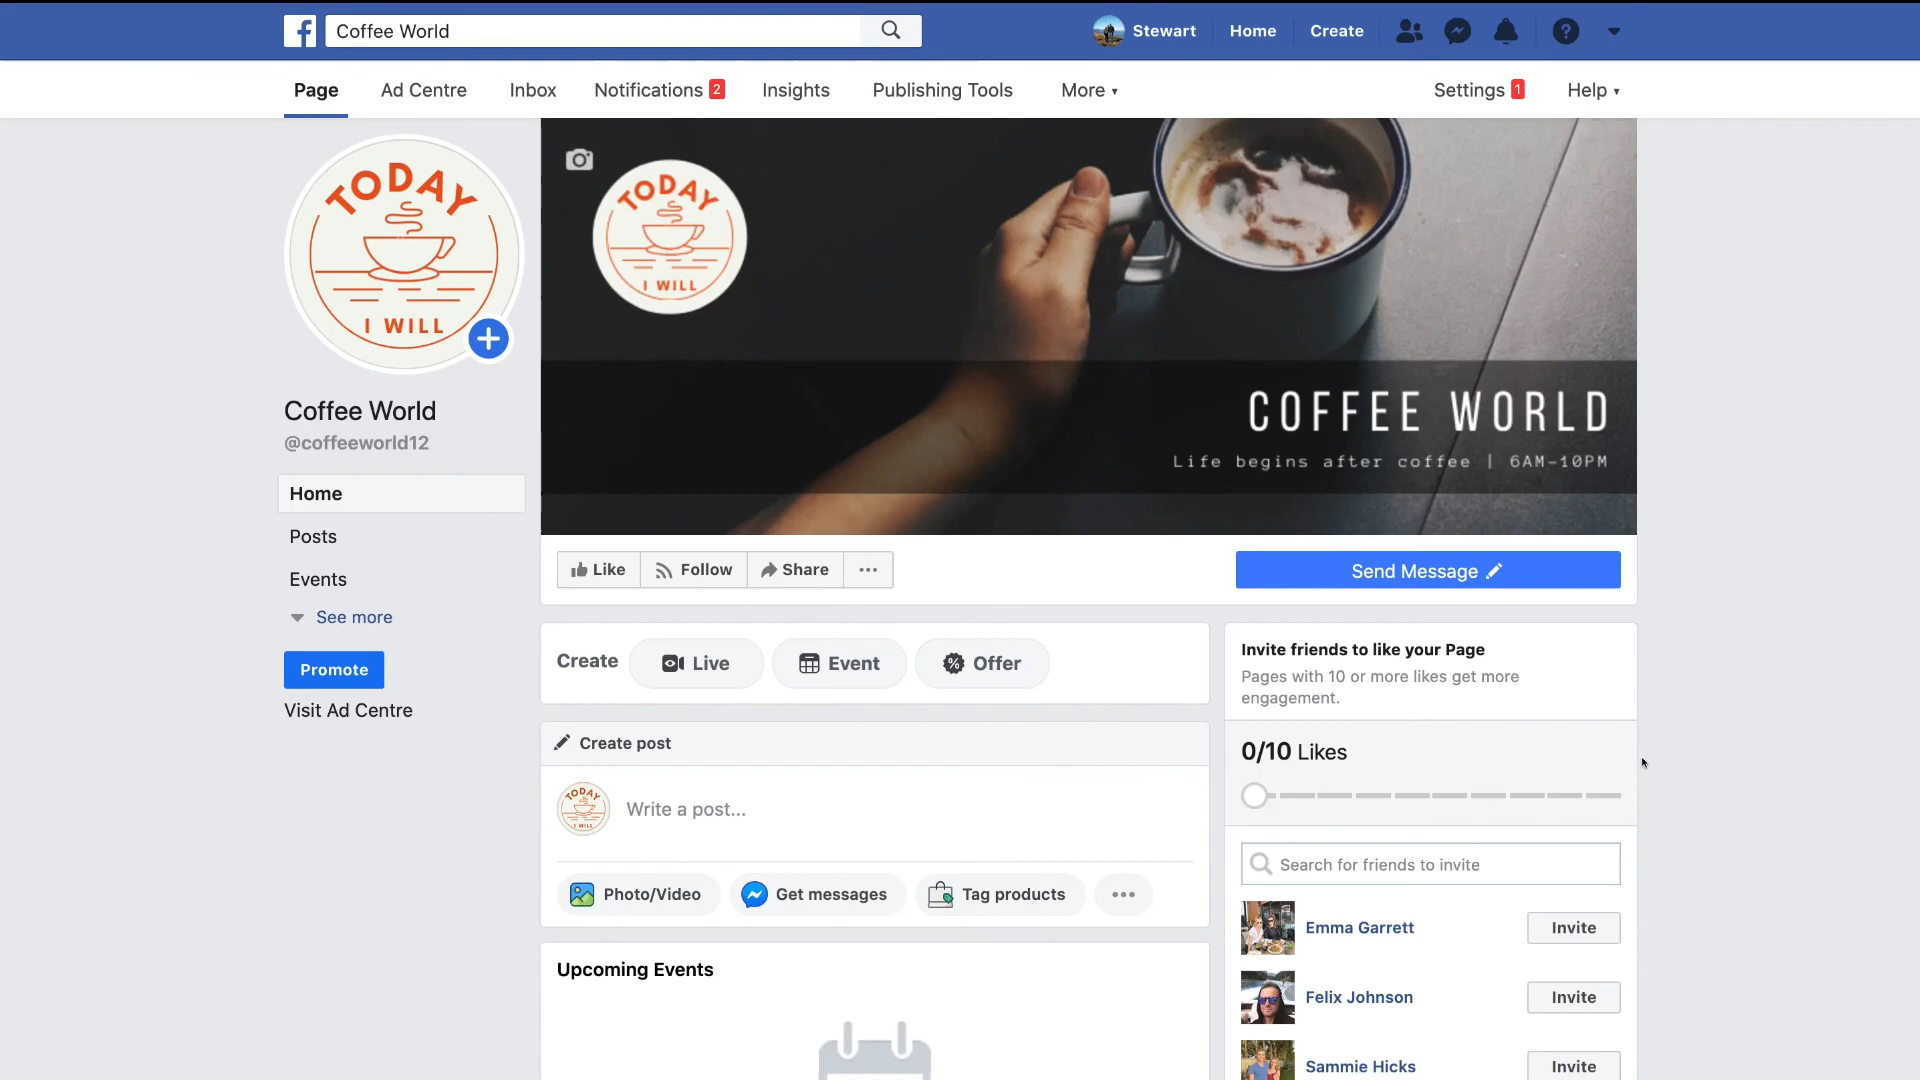 Coffee World
Stewart
Home
Create
Page
Ad Centre
Inbox
Notifications 2
Insights
Publishing Tools
More
Settings 1
Help
TODAY
I WILL
TODAY
I WILL
COFFEE WORLD
Life begins after coffee | 6AM-10PM
Coffee World
@coffeeworld12
Home
Posts
Events
See more
Promote
Visit Ad Centre
Like
Follow
Share
Send Message
Create
Live
Event
Offer
Create post
TODAY
I WILL
Write a post...
Photo/Video
Get messages
Tag products
Upcoming Events
Invite friends to like your Page
Pages with 10 or more likes get more
engagement.
0/10 Likes
Search for friends to invite
Emma Garrett
Invite
Felix Johnson
Invite
Sammie Hicks
Invite